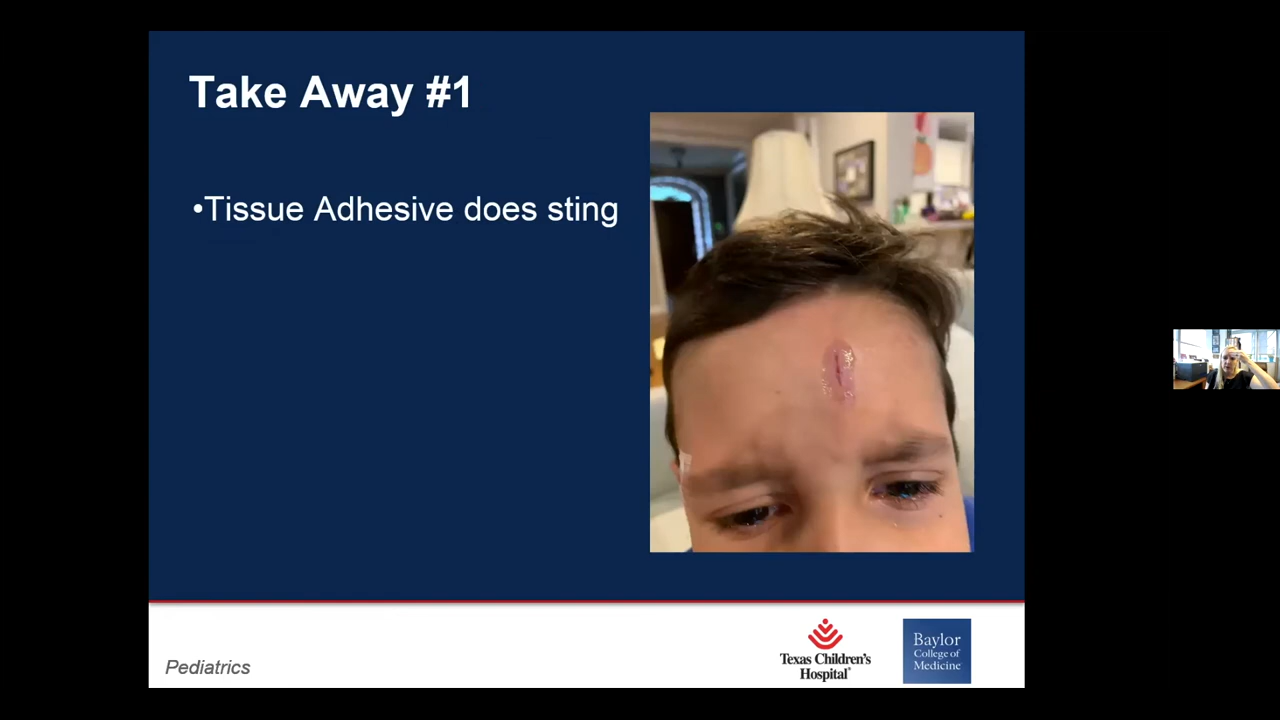 Take Away #1
•Tissue Adhesive does sting
Pediatrics
Texas Children's
Hospital®
Baylor
College of
Medicine